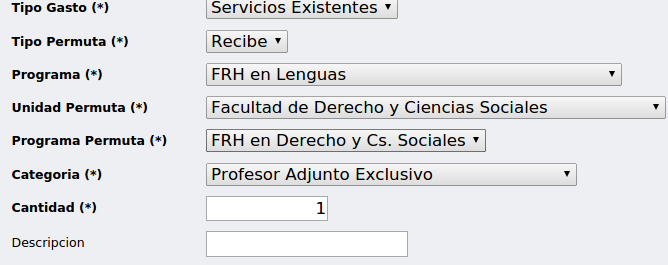 Tipo Gasto (*) Servicios Existentes
Tipo Permuta (*) Recibe
Programa (*) FRH en Lenguas
Unidad Permuta (*) Facultad de Derecho y Ciencias Sociales
Programa Permuta (*) FRH en Derecho y Cs. Sociales
Categoria (*) Profesor Adjunto Exclusivo
Cantidad (*) 1
Descripcion